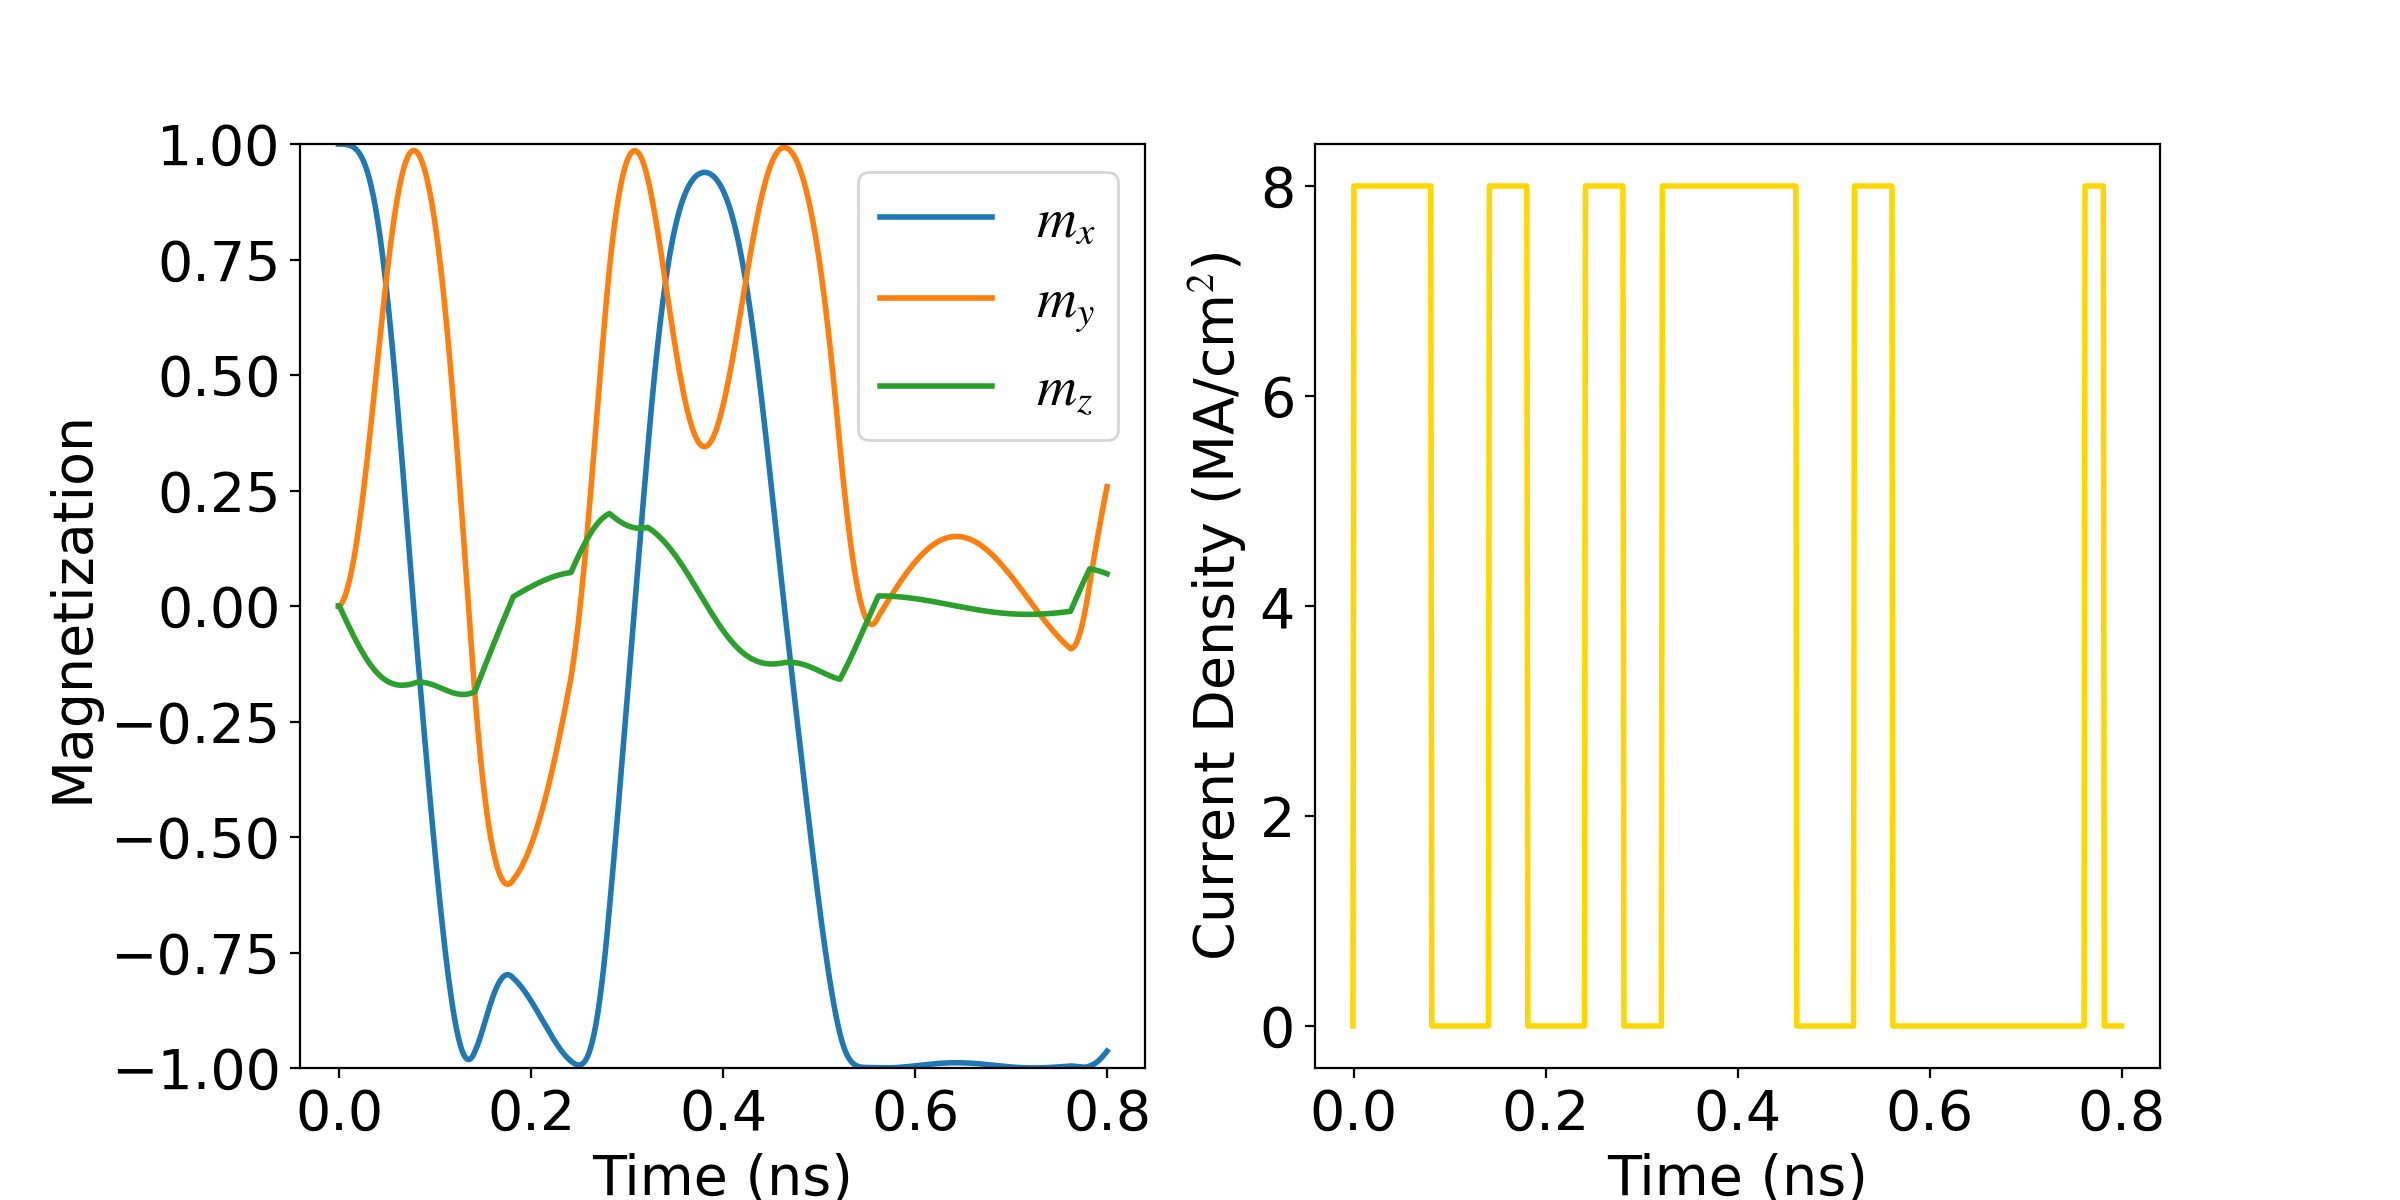 1.00
0.75
0.50
0.25
0.00
−0.25
−0.50
−0.75
−1.00
Magnetization
0.0 0.2 0.4 0.6 0.8
Time (ns)
m_x
m_y
m_z
8
6
4
2
0
Current Density (MA/cm²)
0.0 0.2 0.4 0.6 0.8
Time (ns)